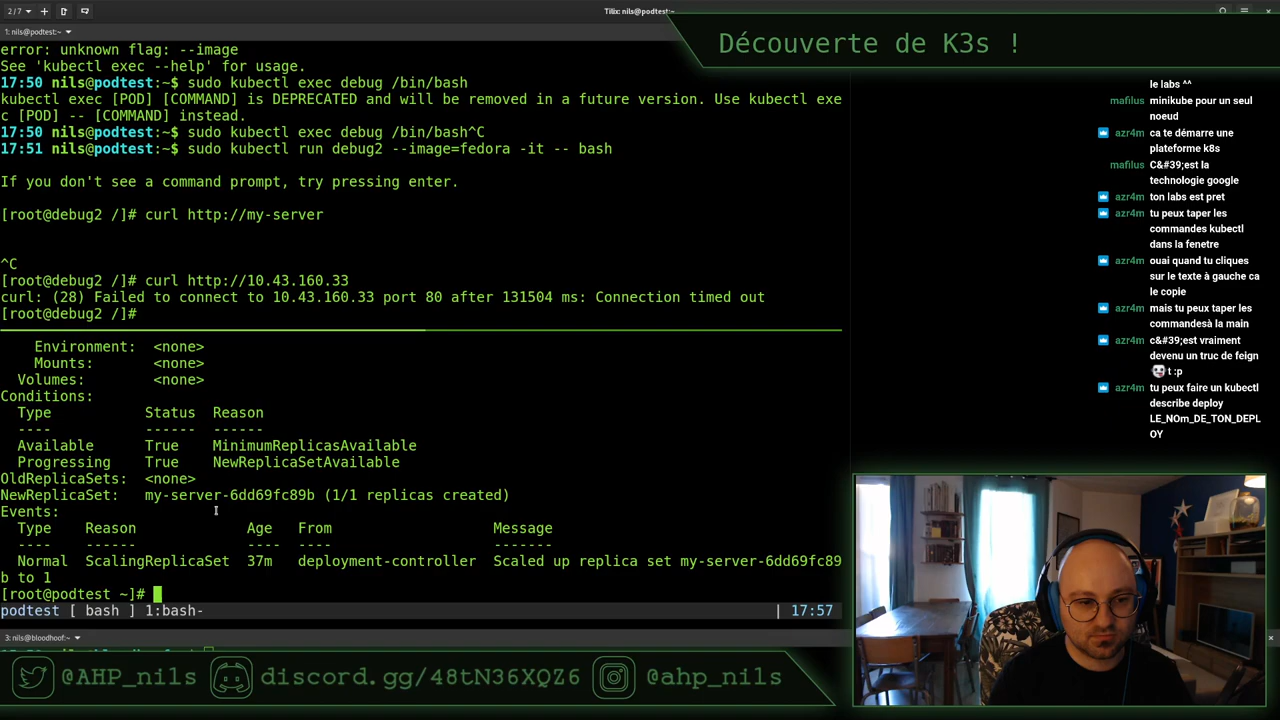 2/7
Tilix: nils@podtest:~
1: nils@podtest:~
Découverte de K3s !
error: unknown flag: --image
See 'kubectl exec --help' for usage.
17:50 nils@podtest:~$ sudo kubectl exec debug /bin/bash
kubectl exec [POD] [COMMAND] is DEPRECATED and will be removed in a future version. Use kubectl exe
c [POD] -- [COMMAND] instead.
17:50 nils@podtest:~$ sudo kubectl exec debug /bin/bash^C
17:51 nils@podtest:~$ sudo kubectl run debug2 --image=fedora -it -- bash
If you don't see a command prompt, try pressing enter.
[root@debug2 /]# curl http://my-server
^C
[root@debug2 /]# curl http://10.43.160.33
curl: (28) Failed to connect to 10.43.160.33 port 80 after 131504 ms: Connection timed out
[root@debug2 /]#
Environment: <none>
Mounts: <none>
Volumes: <none>
Conditions:
Type Status Reason
---- ------ ------
Available True MinimumReplicasAvailable
Progressing True NewReplicaSetAvailable
OldReplicaSets: <none>
NewReplicaSet: my-server-6dd69fc89b (1/1 replicas created)
Events:
Type Reason Age From Message
---- ------ ---- ---- -------
Normal ScalingReplicaSet 37m deployment-controller Scaled up replica set my-server-6dd69fc89
b to 1
[root@podtest ~]#
podtest [ bash ] 1:bash- | 17:57
3: nils@bloodhoof:~
le labs ^^
mafilus minikube pour un seul
noeud
azr4m ca te démarre une
plateforme k8s
mafilus C&#39;est la
technologie google
azr4m ton labs est pret
azr4m tu peux taper les
commandes kubectl
dans la fenetre
azr4m ouai quand tu cliques
sur le texte à gauche ca
le copie
azr4m mais tu peux taper les
commandesà la main
azr4m c&#39;est vraiment
devenu un truc de feign
t :p
azr4m tu peux faire un kubectl
describe deploy
LE_NOm_DE_TON_DEPL
OY
@AHP_nils discord.gg/48tN36XQZ6 @ahp_nils